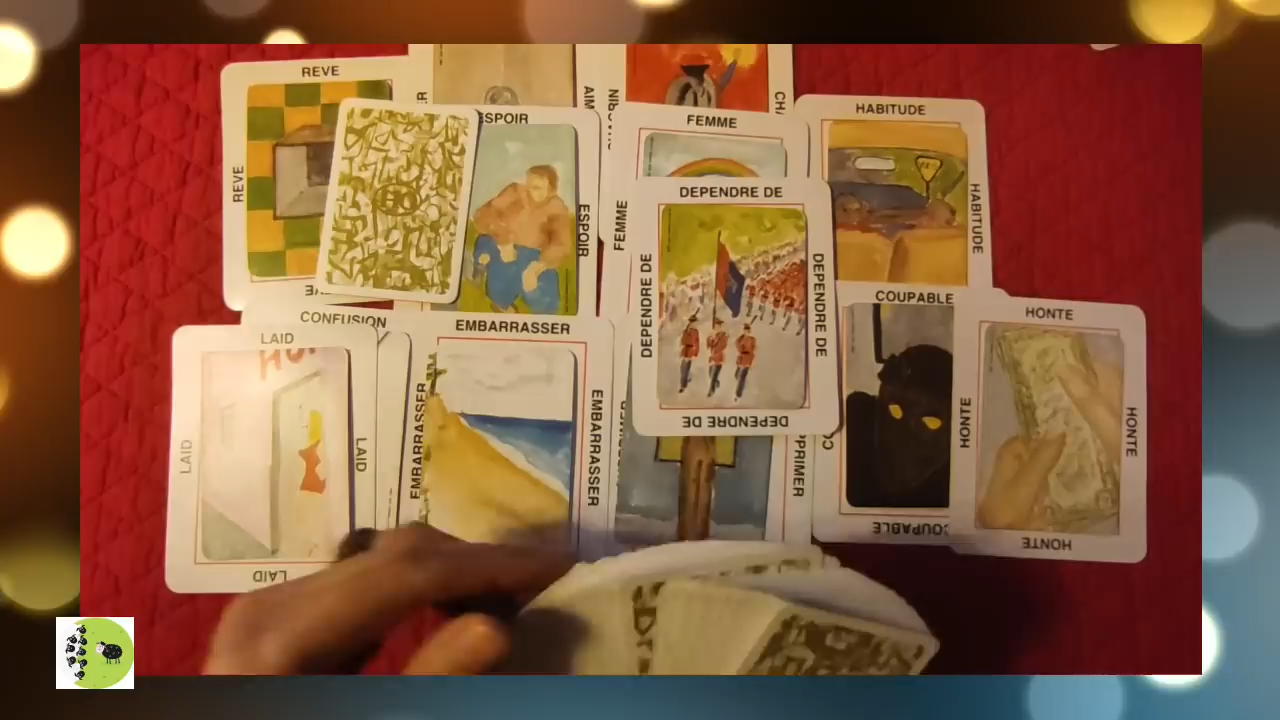 REVE
REVE
ESPOIR
ESPOIR
FEMME
FEMME
HABITUDE
HABITUDE
DEPENDRE DE
DEPENDRE DE
DEPENDRE DE
DEPENDRE DE
CONFUSION
LAID
LAID
LAID
LAID
EMBARRASSER
EMBARRASSER
EMBARRASSER
COUPABLE
COUPABLE
HONTE
HONTE
HONTE
HONTE